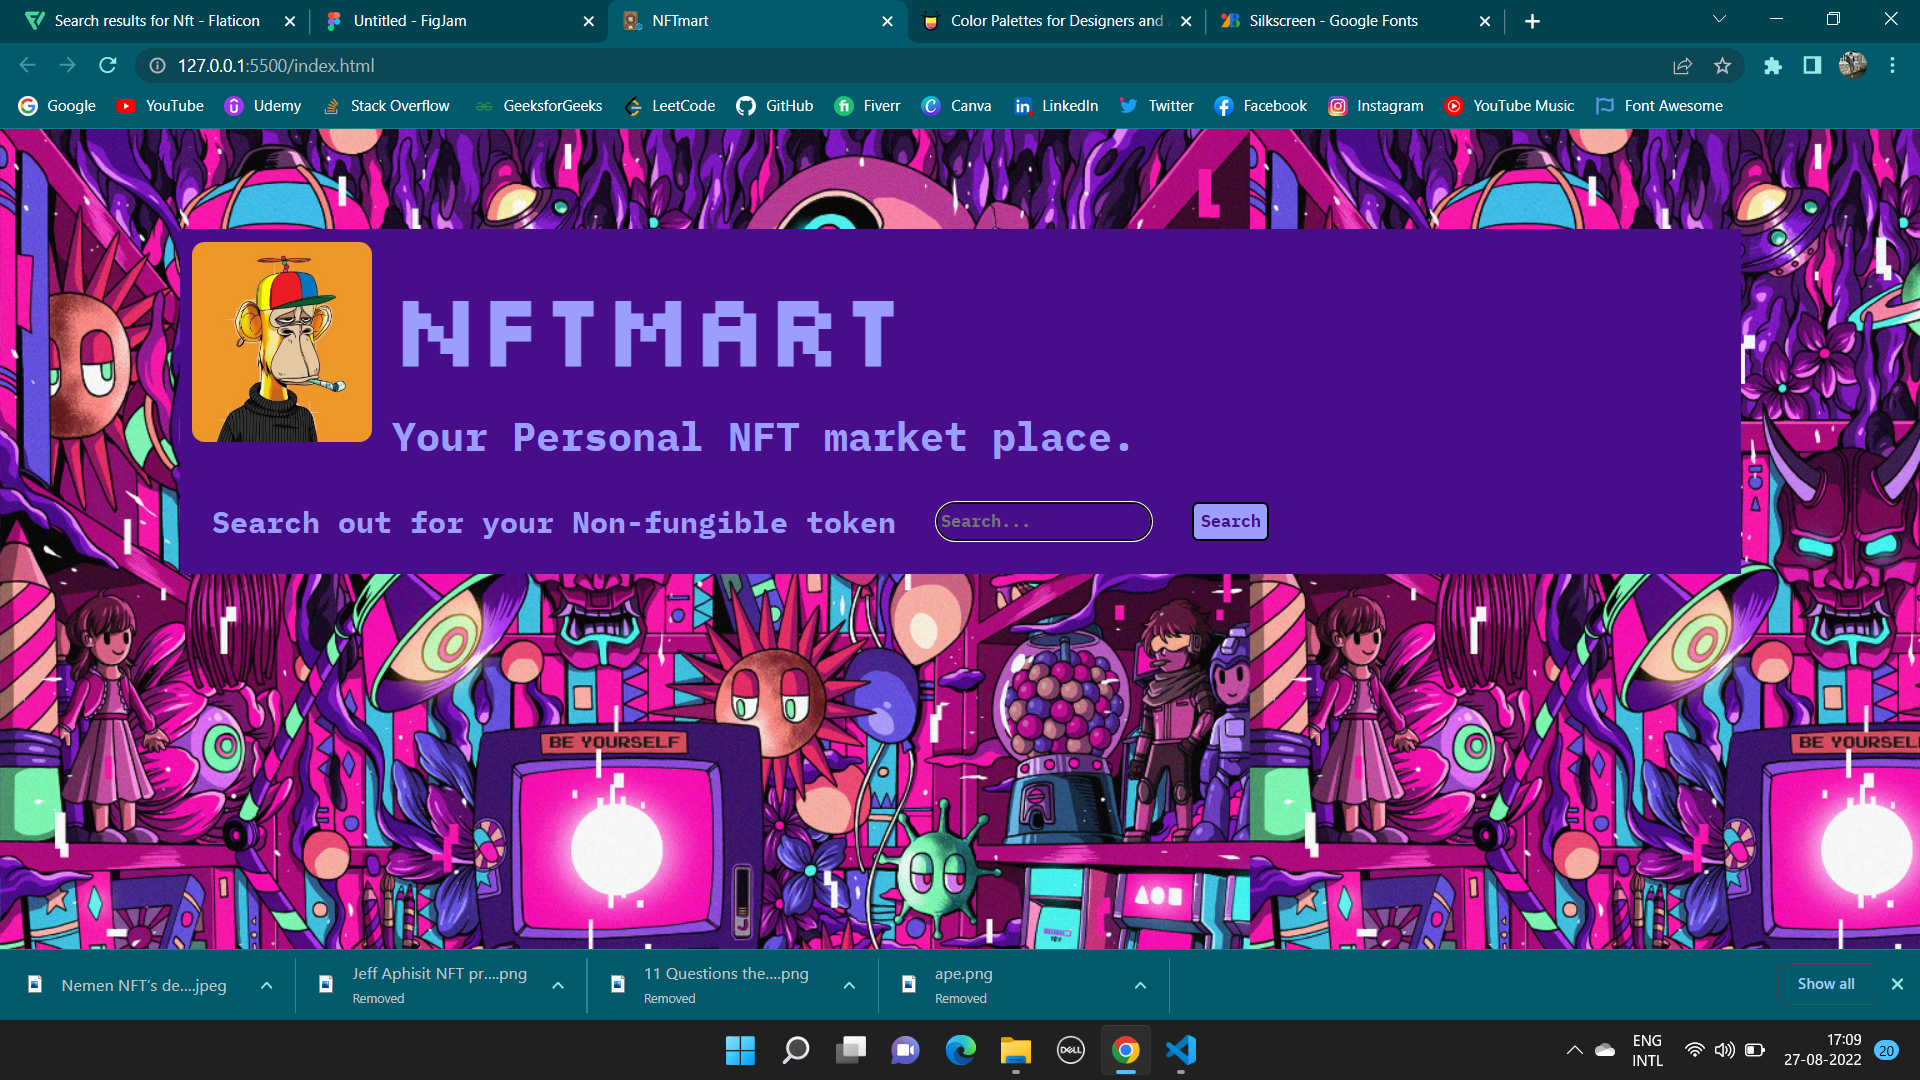 Search results for Nft - Flaticon
Untitled - FigJam
NFTmart
Color Palettes for Designers and
Silkscreen - Google Fonts
127.0.0.1:5500/index.html
Google
YouTube
Udemy
Stack Overflow
GeeksforGeeks
LeetCode
GitHub
Fiverr
Canva
LinkedIn
Twitter
Facebook
Instagram
YouTube Music
Font Awesome
NFTMART
Your Personal NFT market place.
Search out for your Non-fungible token
Search...
Search
BE YOURSELF
BE YOURSELF
Nemen NFT's de....jpeg
Jeff Aphisit NFT pr....png
Removed
11 Questions the....png
Removed
ape.png
Removed
Show all
DELL
ENG
INTL
17:09
27-08-2022
20